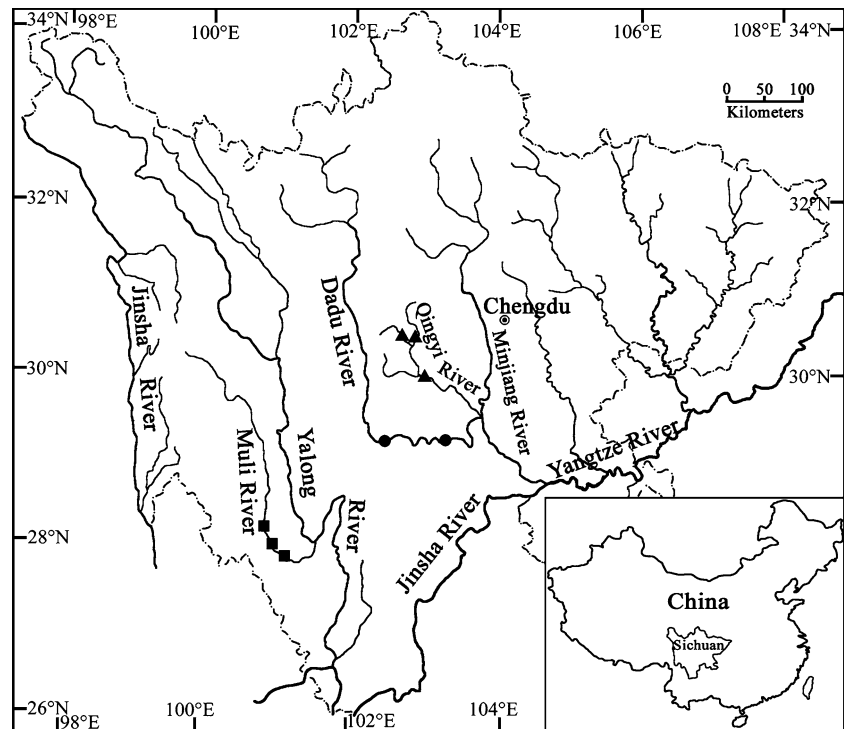 34°N 98°E 100°E 102°E 104°E 106°E 108°E 34°N
0 50 100
Kilometers
32°N 32°N
Jinsha
River
Dadu River
Qingyi River
Chengdu
Minjiang River
30°N 30°N
Muli River
Yalong
River
Yangtze River
Jinsha River
28°N
China
Sichuan
26°N
98°E 100°E 102°E 104°E